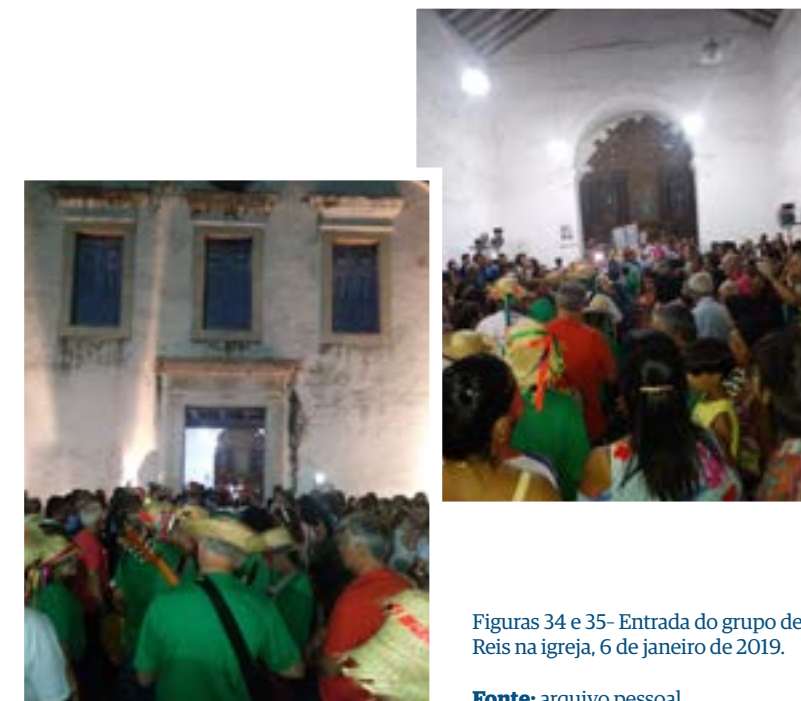 Figuras 34 e 35– Entrada do grupo de
Reis na igreja, 6 de janeiro de 2019.
Fonte: arquivo pessoal